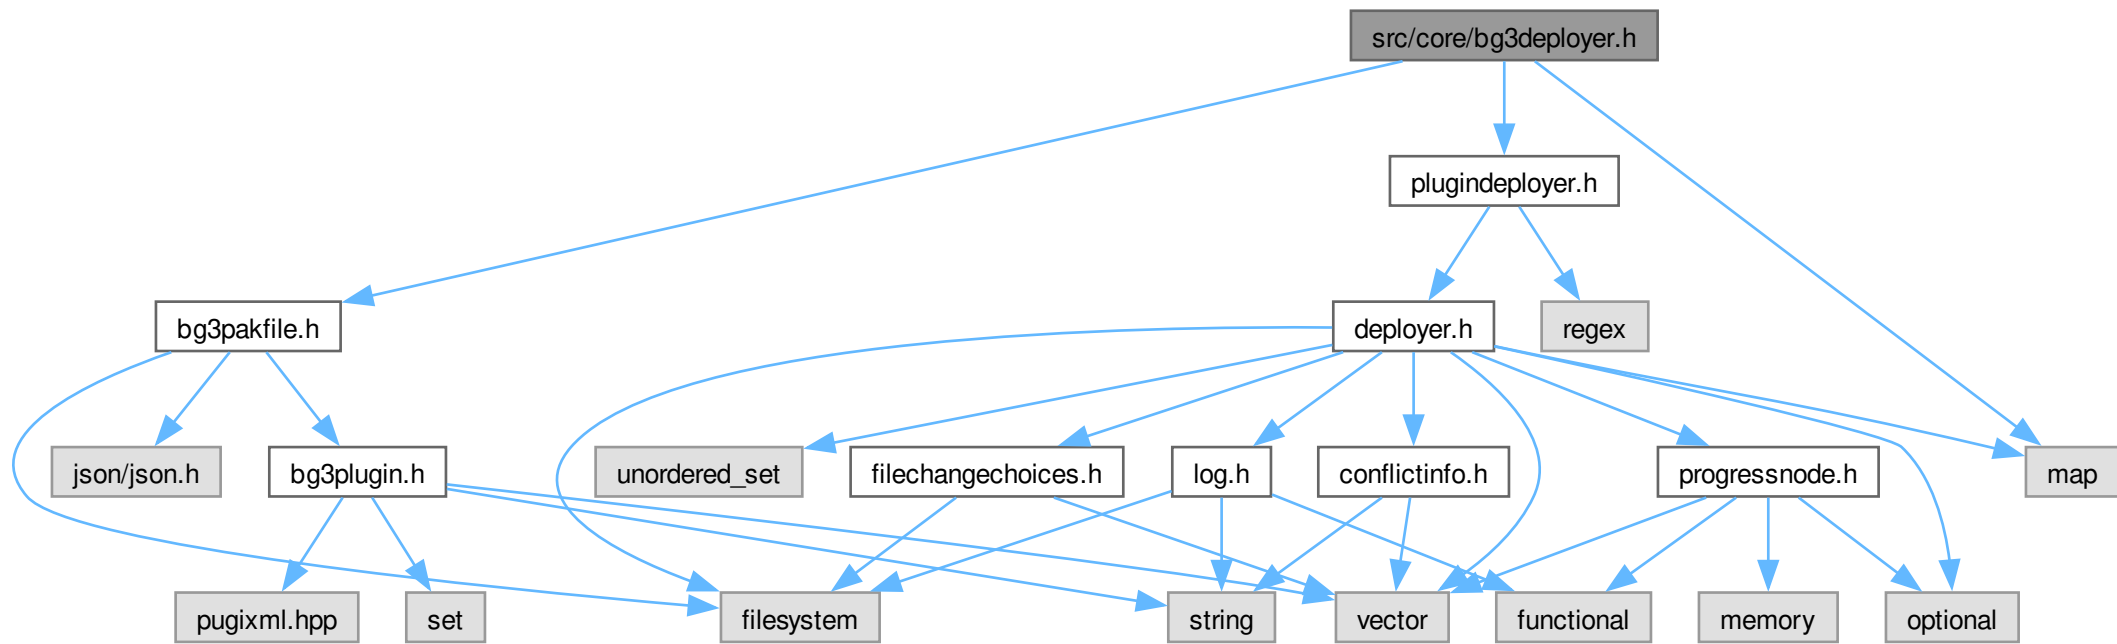 src/core/bg3deployer.h
plugindeployer.h
bg3pakfile.h
deployer.h
regex
json/json.h
bg3plugin.h
unordered_set
filechangechoices.h
log.h
conflictinfo.h
progressnode.h
map
pugixml.hpp
set
filesystem
string
vector
functional
memory
optional